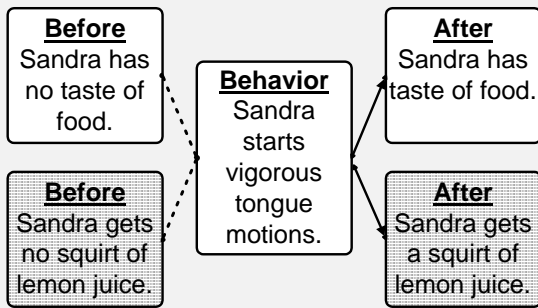 Before
Sandra has
no taste of
food.
Behavior
Sandra
starts
vigorous
tongue
motions.
After
Sandra has
taste of food.
Before
Sandra gets
no squirt of
lemon juice.
After
Sandra gets
a squirt of
lemon juice.